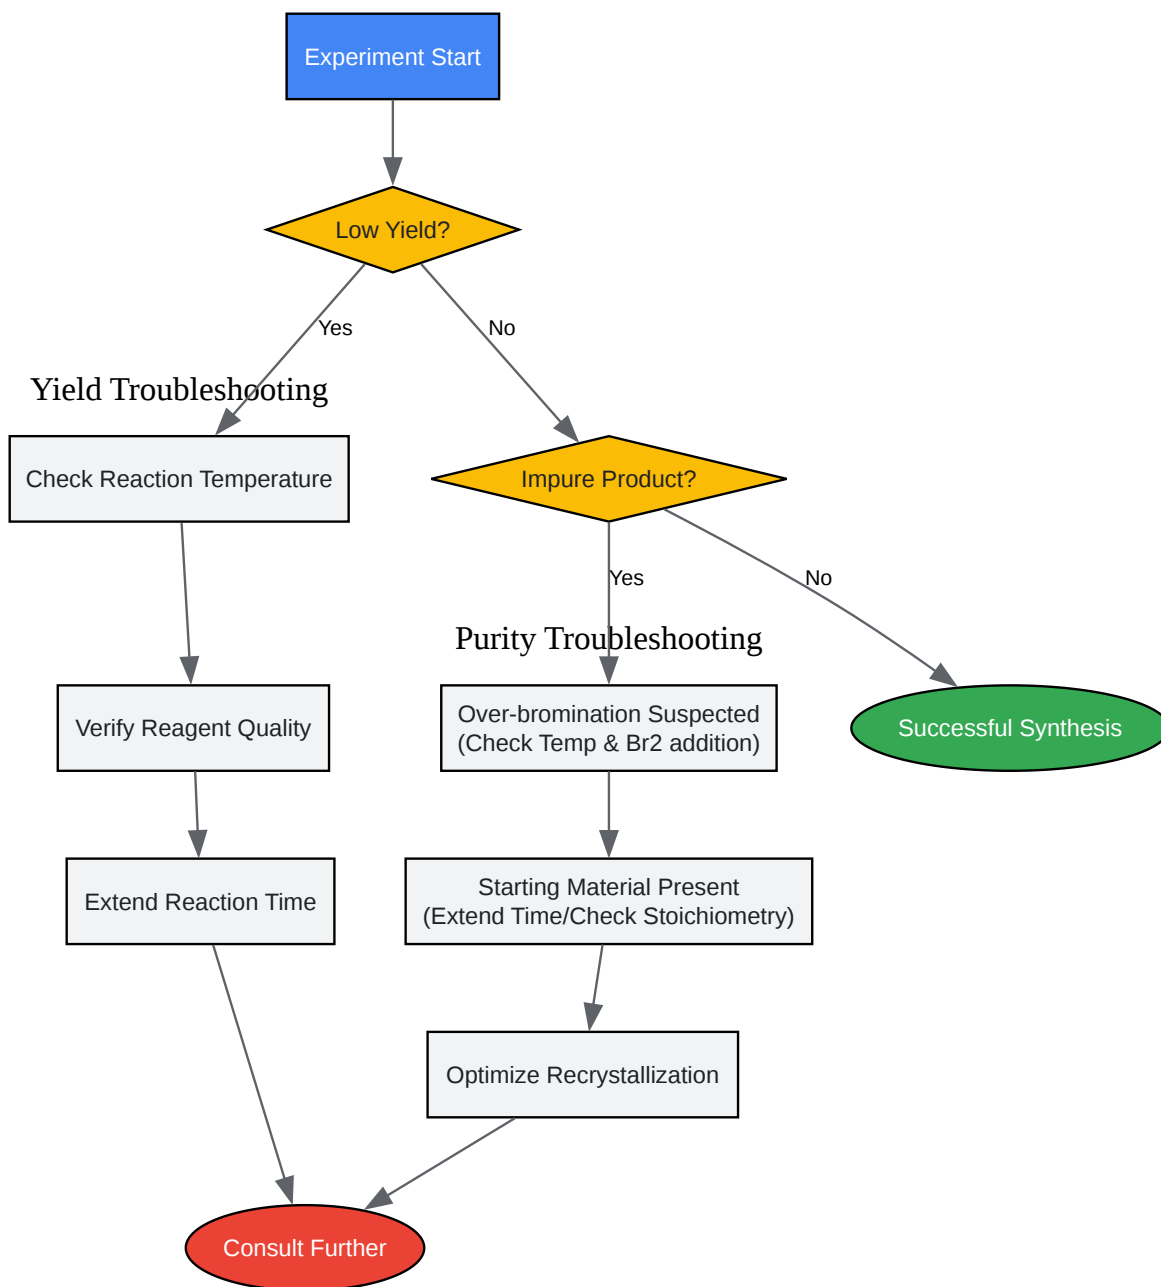 Experiment Start
Low Yield?
Yes
No
Yield Troubleshooting
Check Reaction Temperature
Impure Product?
Yes
No
Purity Troubleshooting
Verify Reagent Quality
Over-bromination Suspected
(Check Temp & Br2 addition)
Successful Synthesis
Extend Reaction Time
Starting Material Present
(Extend Time/Check Stoichiometry)
Optimize Recrystallization
Consult Further